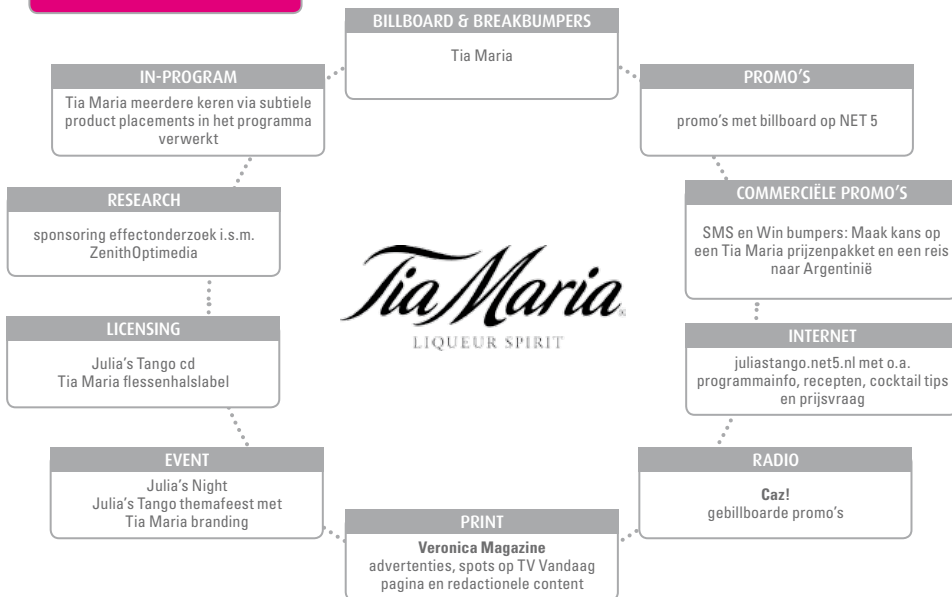 BILLBOARD & BREAKBUMPERS
Tia Maria
IN-PROGRAM
Tia Maria meerdere keren via subtiele
product placements in het programma
verwerkt
PROMO'S
promo's met billboard op NET 5
RESEARCH
sponsoring effectonderzoek i.s.m.
ZenithOptimedia
COMMERCIËLE PROMO'S
SMS en Win bumpers: Maak kans op
een Tia Maria prijzenpakket en een reis
naar Argentinië
Tia Maria®
LIQUEUR SPIRIT
LICENSING
Julia's Tango cd
Tia Maria flessenhalslabel
INTERNET
juliastango.net5.nl met o.a.
programmainfo, recepten, cocktail tips
en prijsvraag
EVENT
Julia's Night
Julia's Tango themafeest met
Tia Maria branding
RADIO
Caz!
gebillboarde promo's
PRINT
Veronica Magazine
advertenties, spots op TV Vandaag
pagina en redactionele content